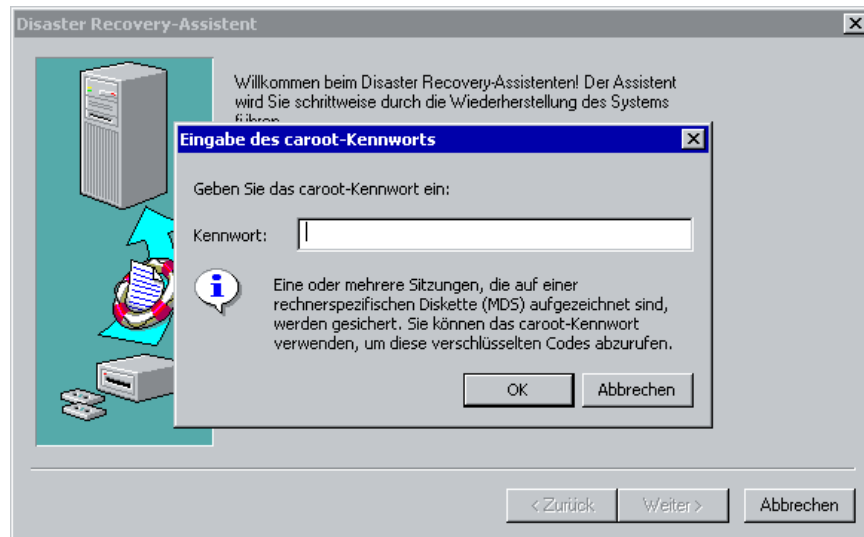 Disaster Recovery-Assistent
Willkommen beim Disaster Recovery-Assistenten! Der Assistent
wird Sie schrittweise durch die Wiederherstellung des Systems
führen.
Eingabe des caroot-Kennworts
Geben Sie das caroot-Kennwort ein:
Kennwort:
Eine oder mehrere Sitzungen, die auf einer
rechnerspezifischen Diskette (MDS) aufgezeichnet sind,
werden gesichert. Sie können das caroot-Kennwort
verwenden, um diese verschlüsselten Codes abzurufen.
OK
Abbrechen
< Zurück
Weiter >
Abbrechen